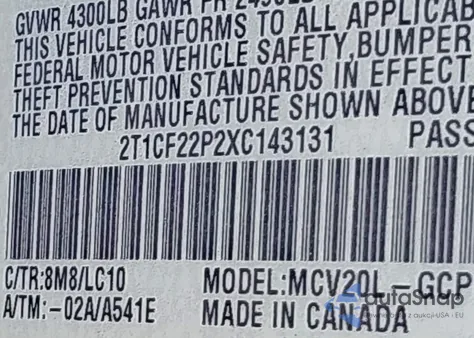 GVWR 4300LB GAWR FR
THIS VEHICLE CONFORMS TO ALL APPLICAB
FEDERAL MOTOR VEHICLE SAFETY, BUMPER
THEFT PREVENTION STANDARDS IN EFFECT
THE DATE OF MANUFACTURE SHOWN ABOVE
2T1CF22P2XC143131 PASS
C/TR:8M8/LC10 MODEL:MCV20L-GCP
A/TM:-02A/A541E MADE IN CANADA
autaSnap